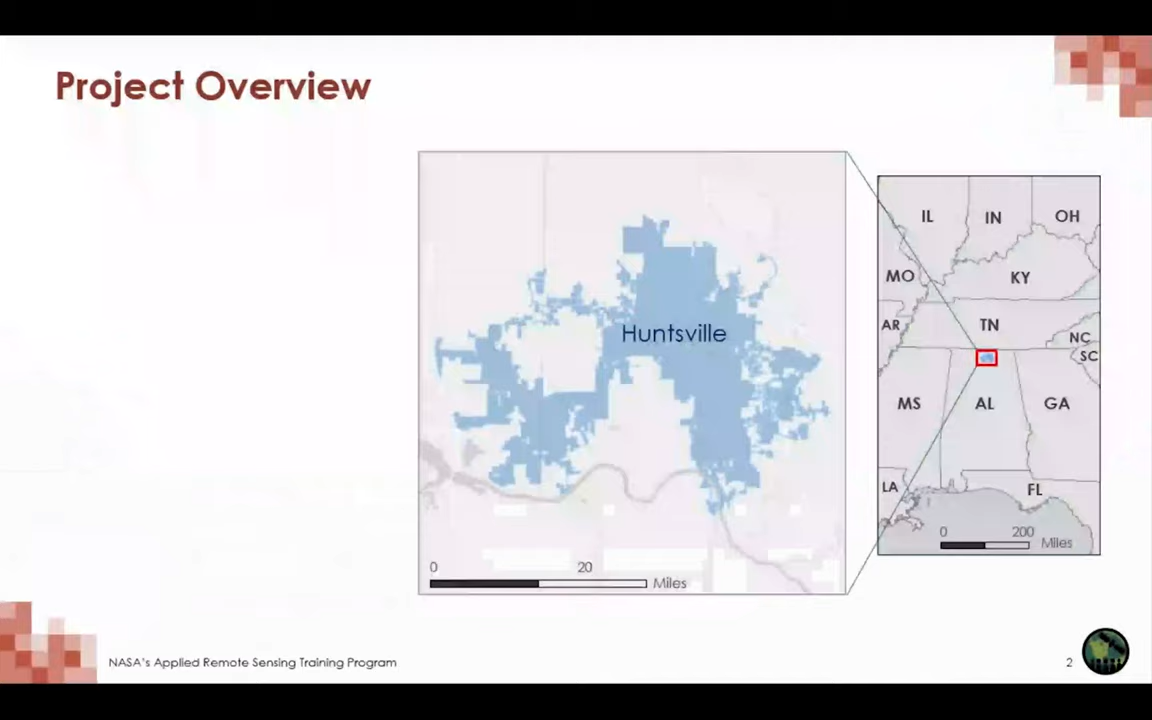 Project Overview
Huntsville
0 20
Miles
IL IN OH
MO KY
AR TN NC
SC
MS AL GA
LA FL
0 200
Miles
NASA's Applied Remote Sensing Training Program
2